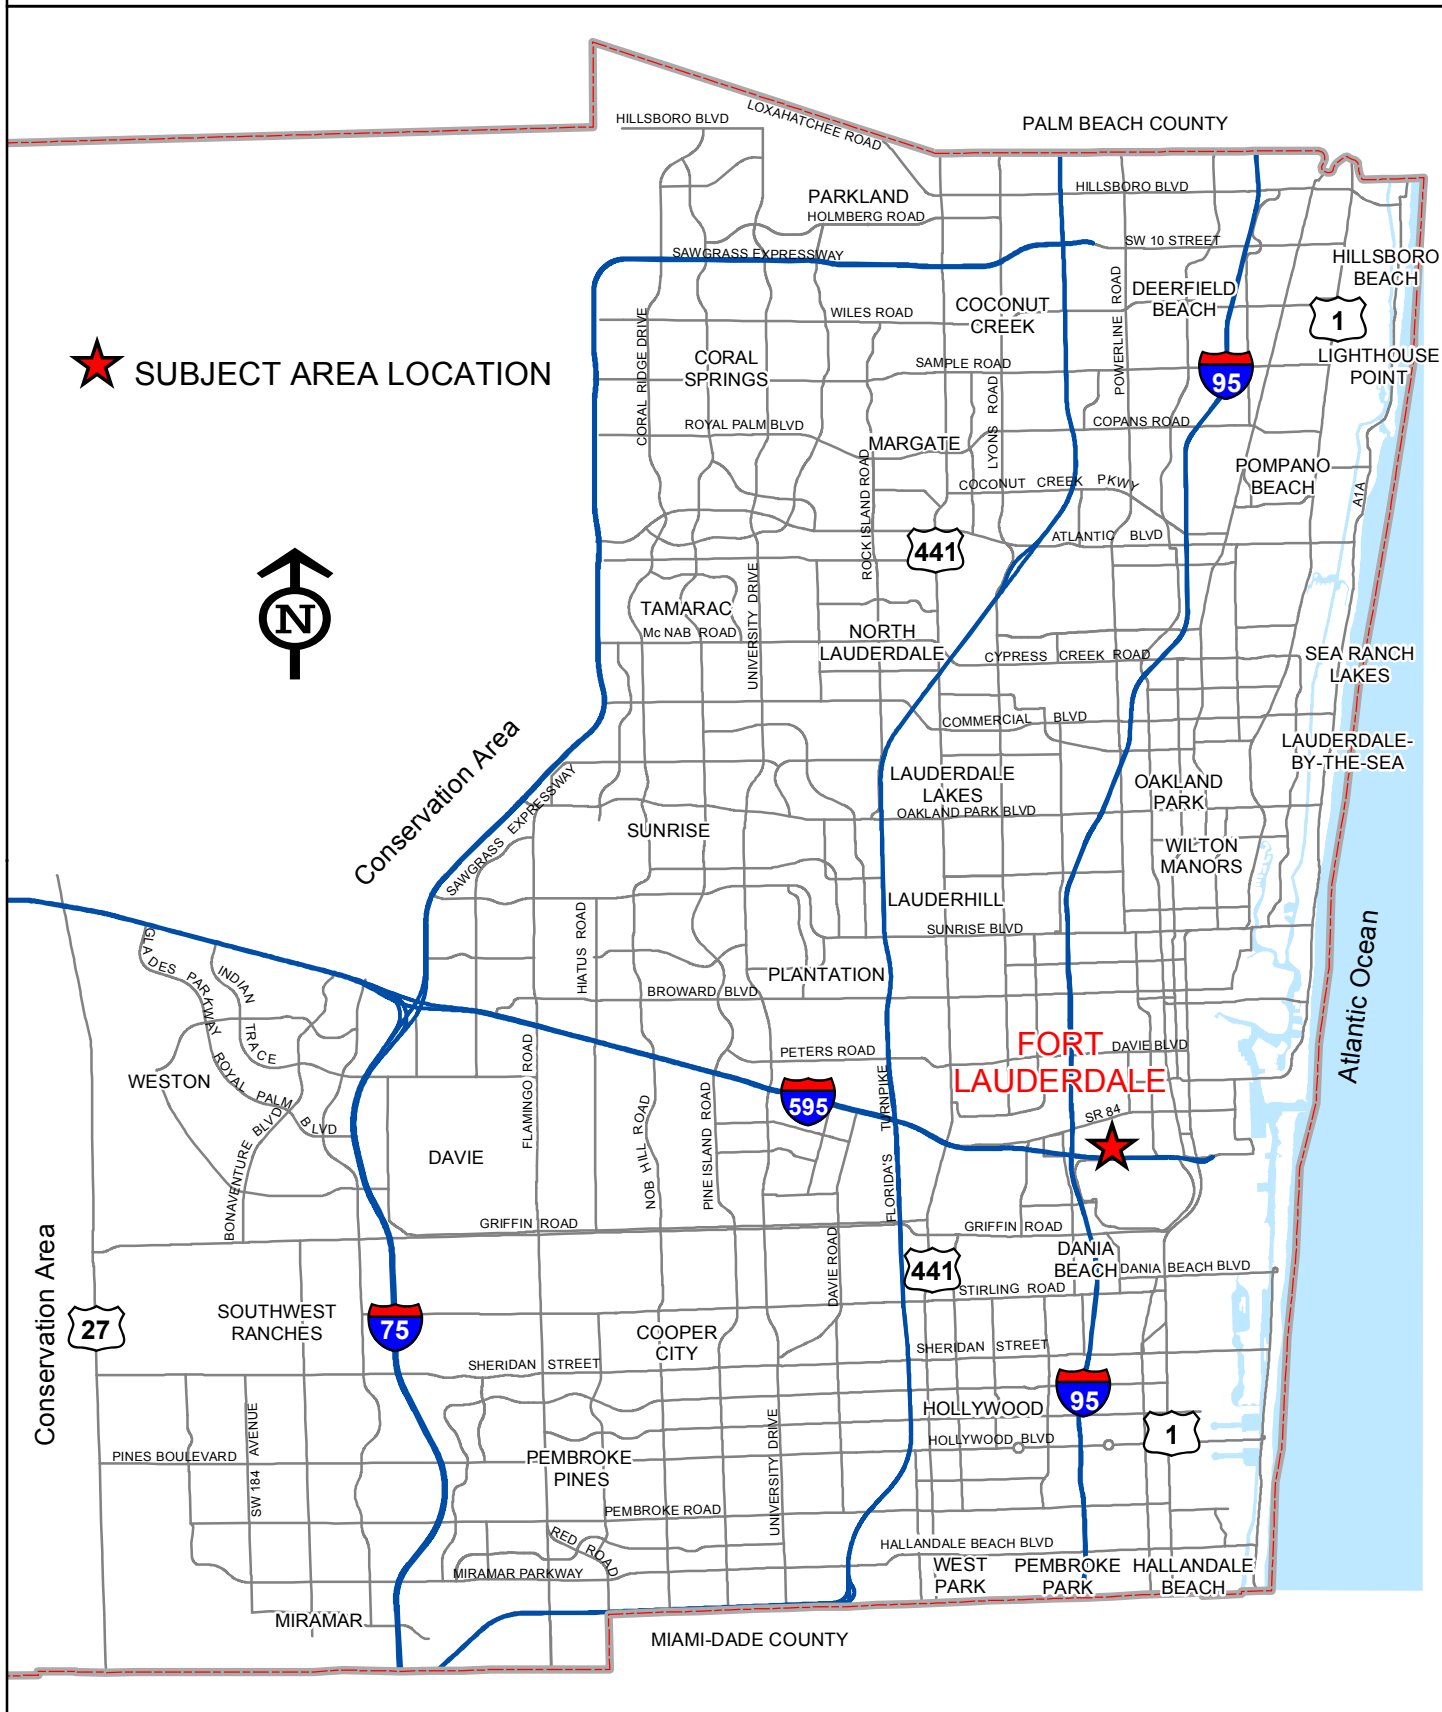 LOXAHATCHEE ROAD
HILLSBORO BLVD
PALM BEACH COUNTY
HILLSBORO BLVD
PARKLAND
HOLMBERG ROAD
SW 10 STREET
SAWGRASS EXPRESSWAY
HILLSBORO
BEACH
DEERFIELD
BEACH
POWERLINE ROAD
COCONUT
CREEK
WILES ROAD
1
CORAL RIDGE DRIVE
CORAL
SPRINGS
SAMPLE ROAD
LIGHTHOUSE
POINT
SUBJECT AREA LOCATION
95
LYONS ROAD
ROYAL PALM BLVD
COPANS ROAD
MARGATE
ROCK ISLAND ROAD
POMPANO
BEACH
COCONUT CREEK PKWY
A1A
441
ATLANTIC BLVD
UNIVERSITY DRIVE
N
TAMARAC
Mc NAB ROAD
NORTH
LAUDERDALE
CYPRESS CREEK ROAD
SEA RANCH
LAKES
COMMERCIAL BLVD
Conservation Area
LAUDERDALE-
BY-THE-SEA
LAUDERDALE
LAKES
OAKLAND
PARK
SAWGRASS EXPRESSWAY
OAKLAND PARK BLVD
SUNRISE
WILTON
MANORS
LAUDERHILL
SUNRISE BLVD
HIATUS ROAD
Atlantic Ocean
GLADES PARKWAY
INDIAN TRACE
PLANTATION
BROWARD BLVD
FORT
LAUDERDALE
DAVIE BLVD
PETERS ROAD
FLAMINGO ROAD
WESTON
ROYAL PALM BLVD
595
FLORIDA'S TURNPIKE
SR 84
BONAVENTURE BLVD
NOB HILL ROAD
PINE ISLAND ROAD
DAVIE
GRIFFIN ROAD
GRIFFIN ROAD
Conservation Area
DAVIE ROAD
DANIA
BEACH
DANIA BEACH BLVD
441
STIRLING ROAD
27
SOUTHWEST
RANCHES
75
COOPER
CITY
SHERIDAN STREET
SHERIDAN STREET
95
HOLLYWOOD
1
HOLLYWOOD BLVD
SW 184 AVENUE
PINES BOULEVARD
PEMBROKE
PINES
UNIVERSITY DRIVE
PEMBROKE ROAD
RED ROAD
HALLANDALE BEACH BLVD
MIRAMAR PARKWAY
WEST
PARK
PEMBROKE
PARK
HALLANDALE
BEACH
MIRAMAR
MIAMI-DADE COUNTY